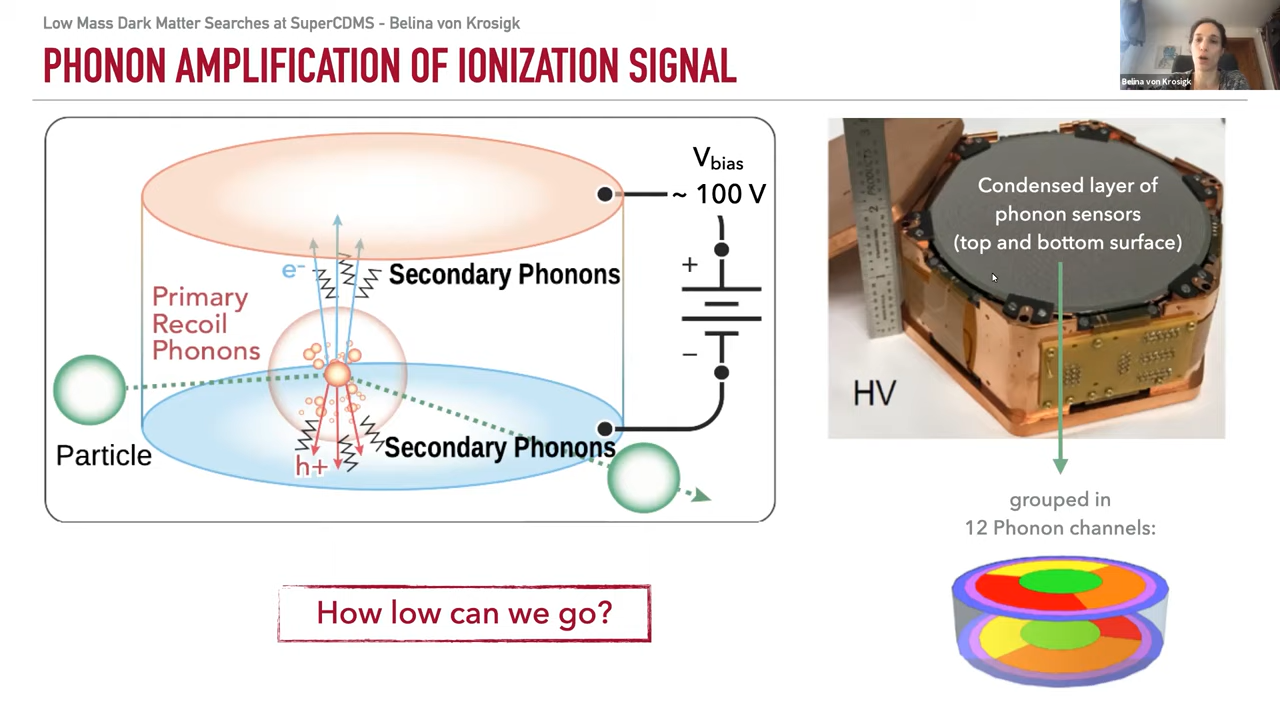 Low Mass Dark Matter Searches at SuperCDMS - Belina von Krosigk
PHONON AMPLIFICATION OF IONIZATION SIGNAL
Belina von Krosigk
Vbias
~ 100 V
e-
Secondary Phonons
+
Primary
Recoil
Phonons
−
Particle
h+
Secondary Phonons
Condensed layer of
phonon sensors
(top and bottom surface)
HV
grouped in
12 Phonon channels:
How low can we go?